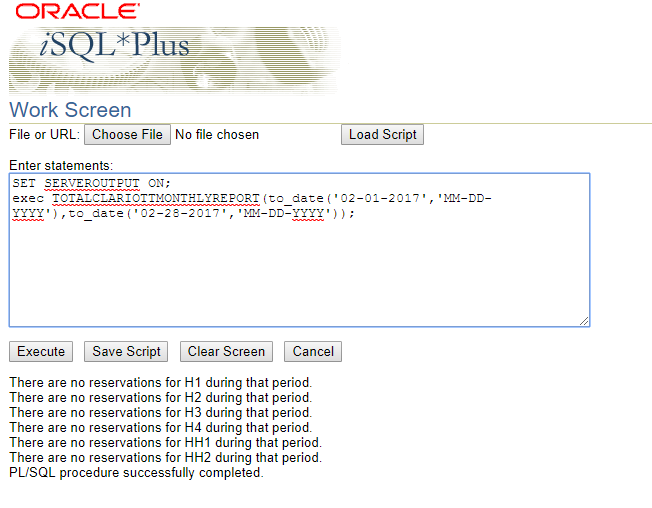 ORACLE
iSQL*Plus
Work Screen
File or URL: Choose File No file chosen Load Script
Enter statements:
SET SERVEROUTPUT ON;
exec TOTALCLARIOTTMONTHLYREPORT(to_date('02-01-2017','MM-DD-
YYYY'),to_date('02-28-2017','MM-DD-YYYY'));
Execute Save Script Clear Screen Cancel
There are no reservations for H1 during that period.
There are no reservations for H2 during that period.
There are no reservations for H3 during that period.
There are no reservations for H4 during that period.
There are no reservations for HH1 during that period.
There are no reservations for HH2 during that period.
PL/SQL procedure successfully completed.